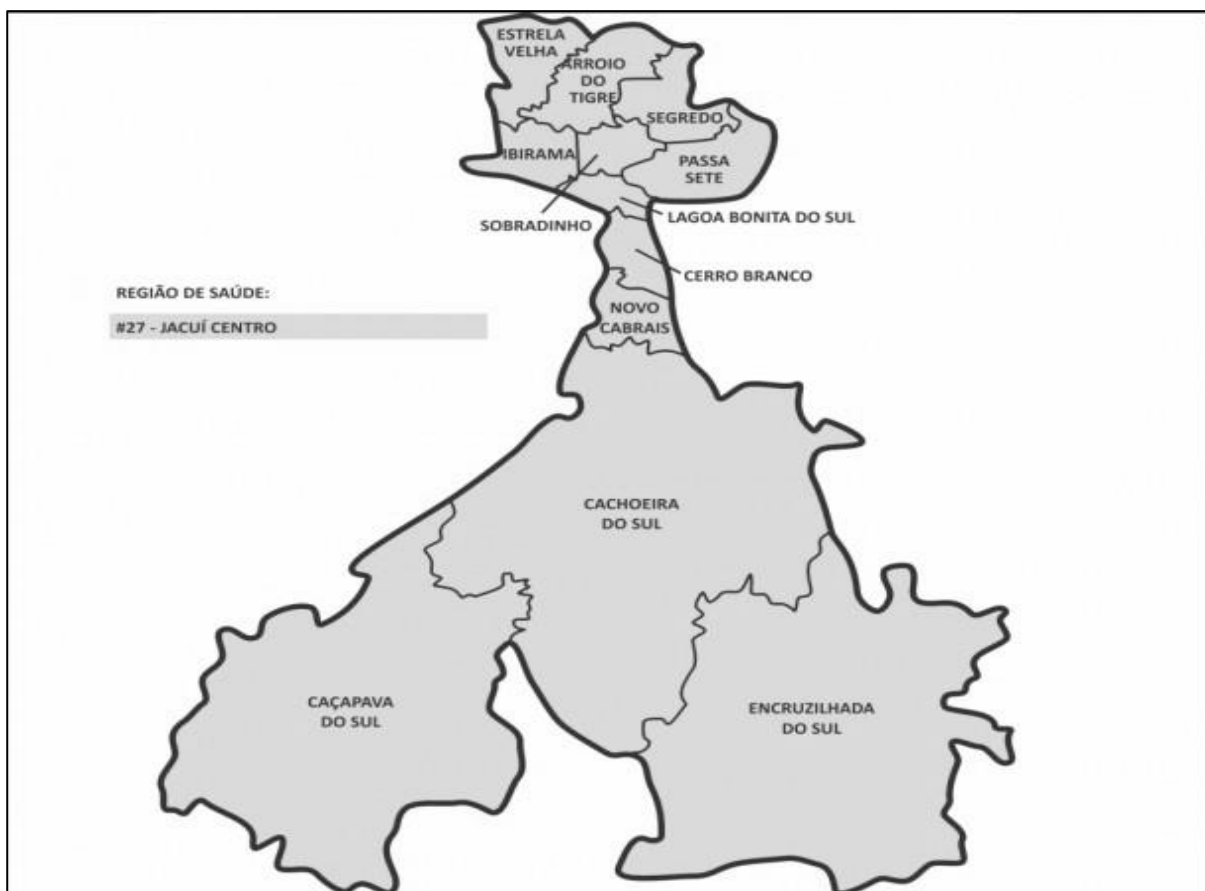 ESTRELA
VELHA
ARROIO
DO
TIGRE
SEGREDO
IBIRAMA
PASSA
SETE
SOBRADINHO
LAGOA BONITA DO SUL
CERRO BRANCO
REGIÃO DE SAÚDE:
#27 - JACUÍ CENTRO
NOVO
CABRAIS
CACHOEIRA
DO SUL
CAÇAPAVA
DO SUL
ENCRUZILHADA
DO SUL